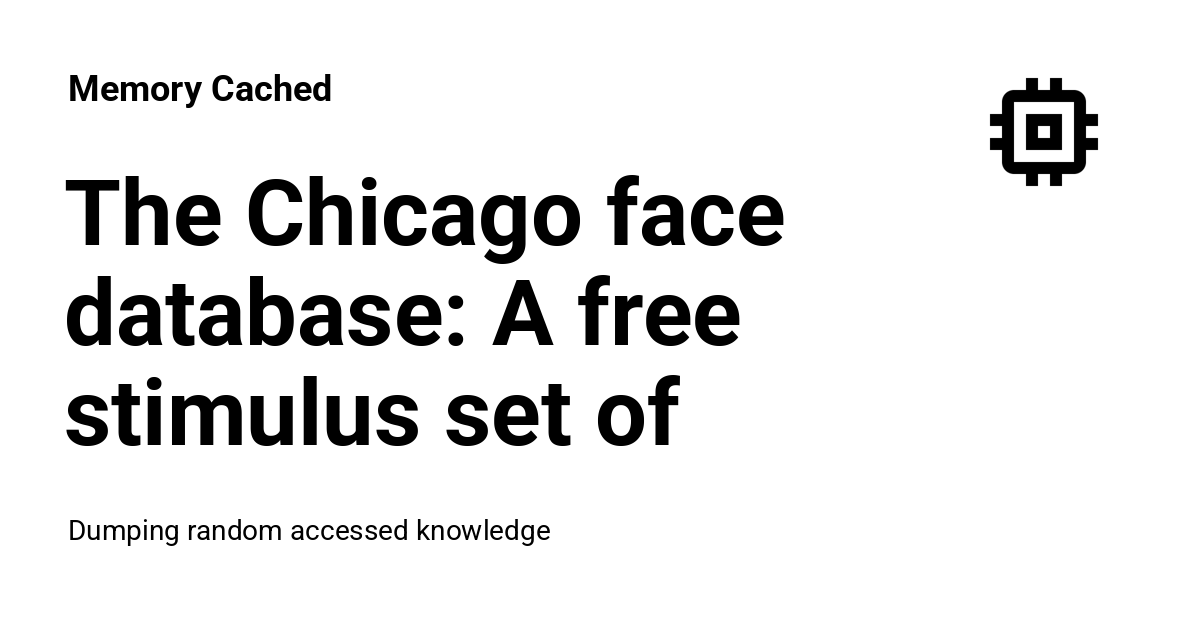 Memory Cached
The Chicago face
database: A free
stimulus set of
Dumping random accessed knowledge